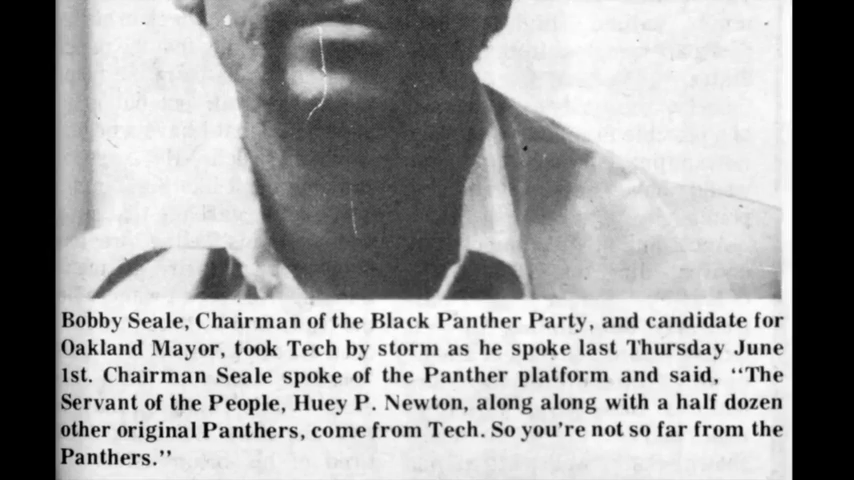 Bobby Seale, Chairman of the Black Panther Party, and candidate for
Oakland Mayor, took Tech by storm as he spoke last Thursday June
1st. Chairman Seale spoke of the Panther platform and said, "The
Servant of the People, Huey P. Newton, along along with a half dozen
other original Panthers, come from Tech. So you're not so far from the
Panthers."